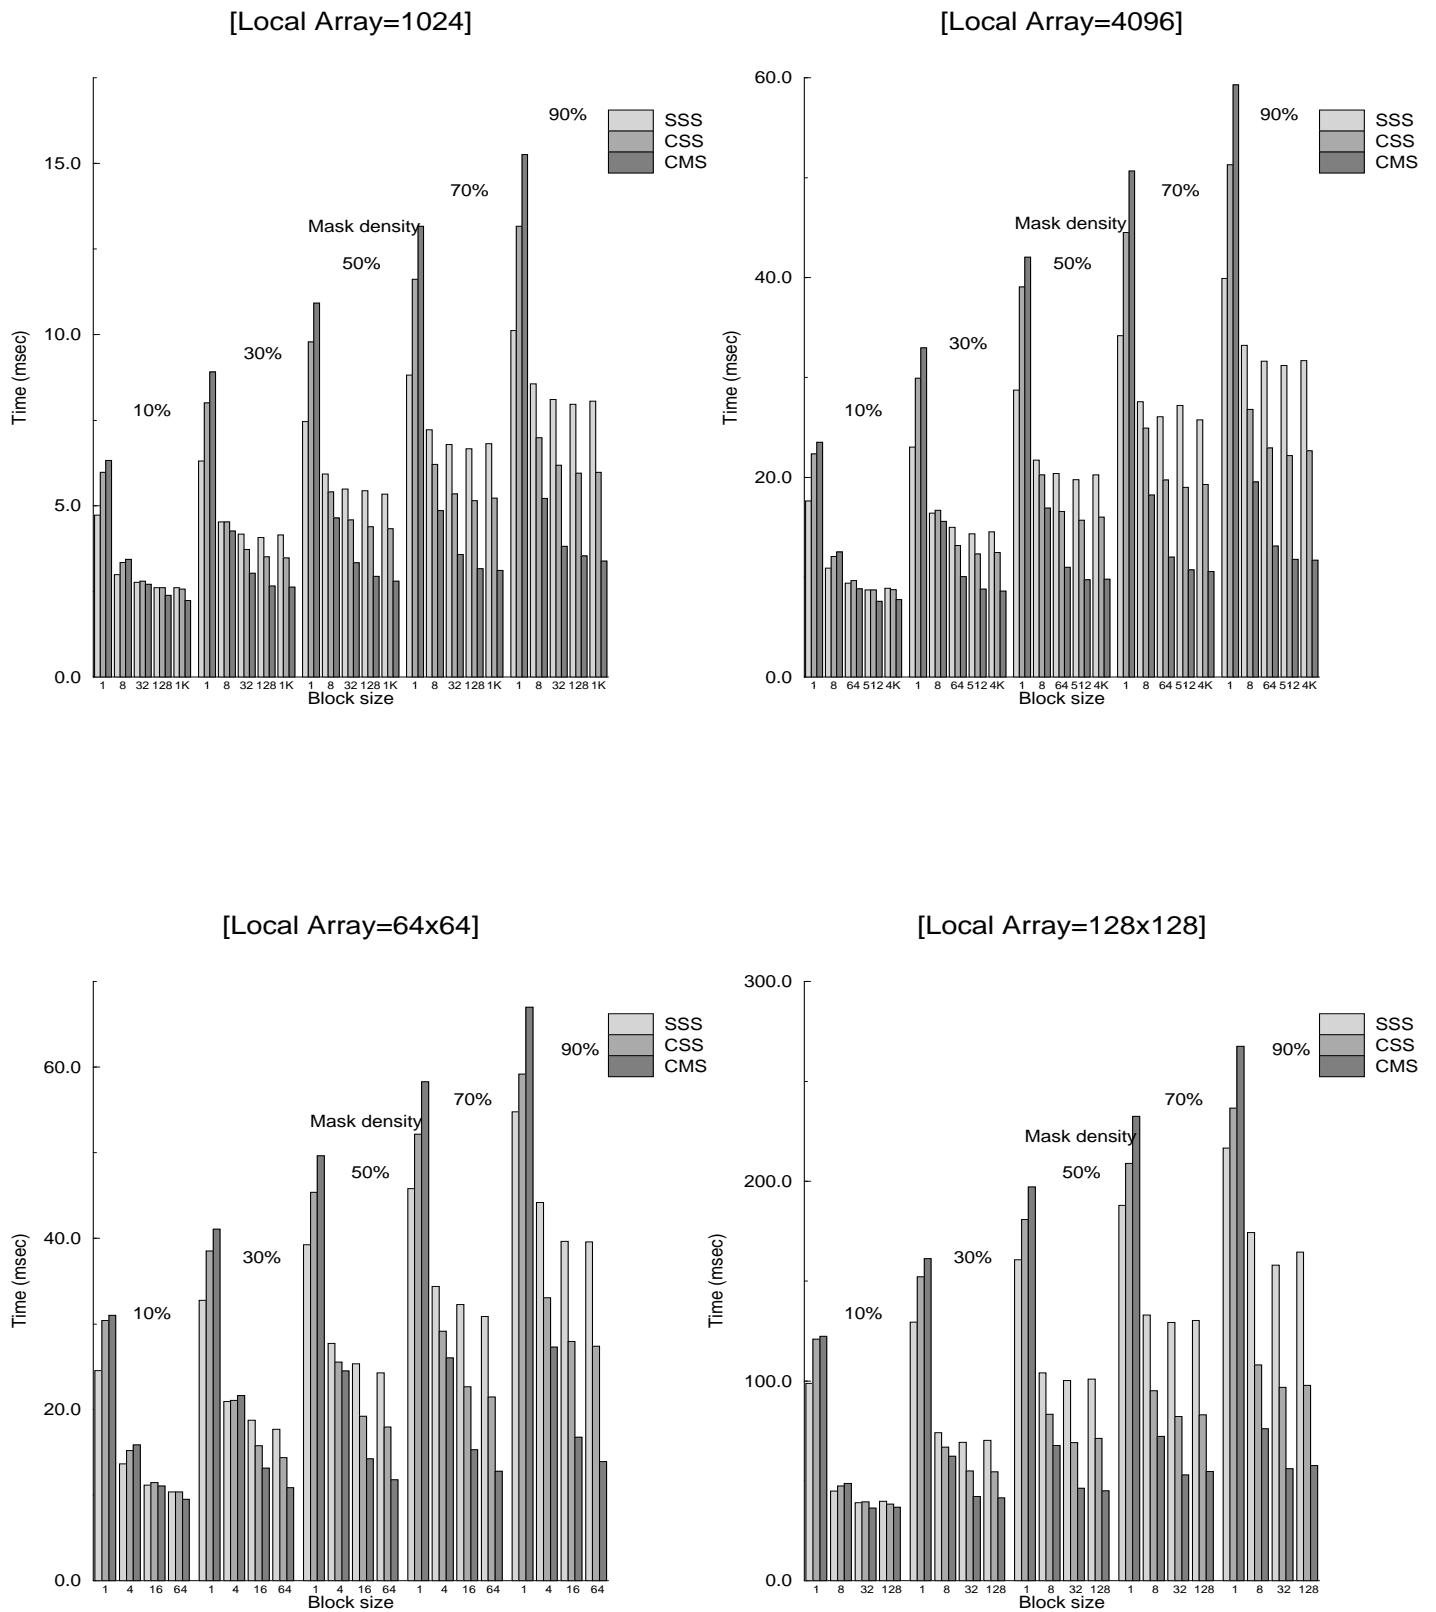 [Local Array=1024]
90%
SSS
CSS
CMS
15.0
70%
Mask density
50%
10.0
30%
10%
5.0
0.0
Time (msec)
1 8 32 128 1K 1 8 32 128 1K 1 8 32 128 1K 1 8 32 128 1K 1 8 32 128 1K
Block size
[Local Array=4096]
60.0
90%
SSS
CSS
CMS
70%
Mask density
50%
40.0
30%
10%
20.0
0.0
Time (msec)
1 8 64 512 4K 1 8 64 512 4K 1 8 64 512 4K 1 8 64 512 4K 1 8 64 512 4K
Block size
[Local Array=64x64]
SSS
90% CSS
CMS
60.0
70%
Mask density
50%
40.0
30%
10%
20.0
0.0
Time (msec)
1 4 16 64 1 4 16 64 1 4 16 64 1 4 16 64 1 4 16 64
Block size
[Local Array=128x128]
300.0
SSS
90% CSS
CMS
70%
Mask density
50%
200.0
30%
10%
100.0
0.0
Time (msec)
1 8 32 128 1 8 32 128 1 8 32 128 1 8 32 128 1 8 32 128
Block size